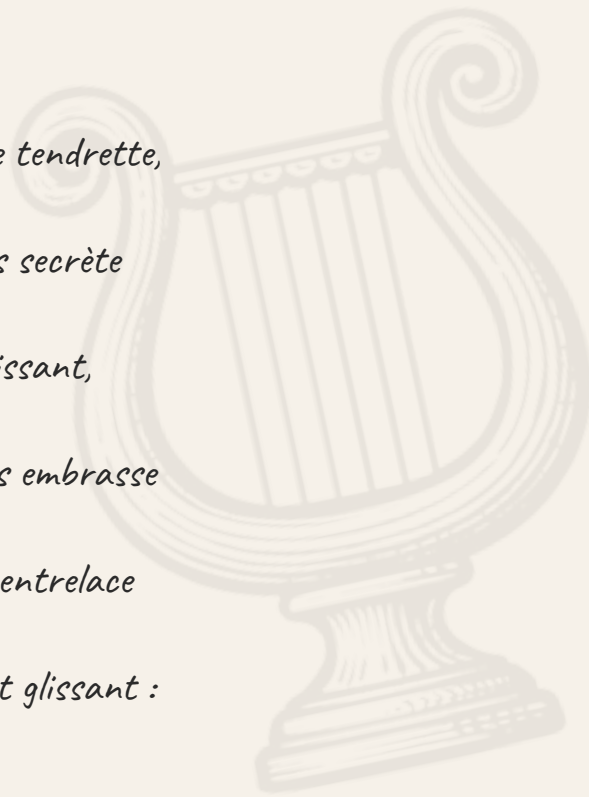 e tendrette,
s secrète
issant,
s embrasse
entrelace
t glissant :